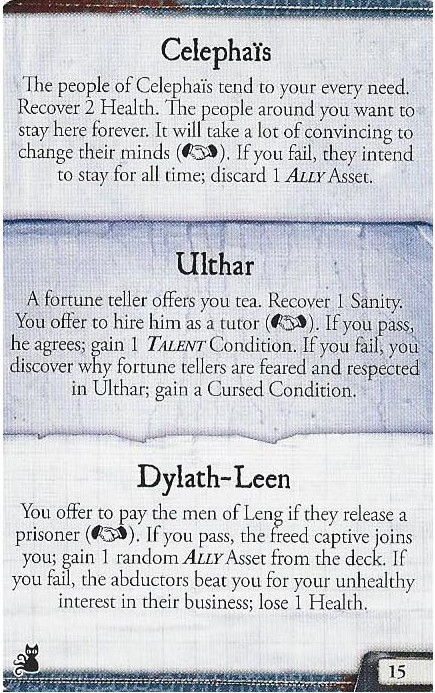 Celephaïs
The people of Celephaïs tend to your every need.
Recover 2 Health. The people around you want to
stay here forever. It will take a lot of convincing to
change their minds (). If you fail, they intend
to stay for all time; discard 1 ALLY Asset.
Ulthar
A fortune teller offers you tea. Recover 1 Sanity.
You offer to hire him as a tutor (). If you pass,
he agrees; gain 1 TALENT Condition. If you fail, you
discover why fortune tellers are feared and respected
in Ulthar; gain a Cursed Condition.
Dylath-Leen
You offer to pay the men of Leng if they release a
prisoner (). If you pass, the freed captive joins
you; gain 1 random ALLY Asset from the deck. If
you fail, the abductors beat you for your unhealthy
interest in their business; lose 1 Health.
15